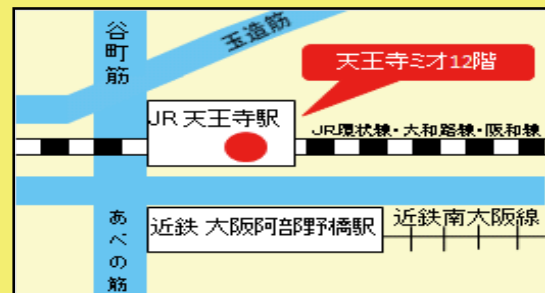 谷町筋
玉造筋
天王寺ミオ12階
JR 天王寺駅
JR環状線・大和路線・阪和線
あべの筋
近鉄 大阪阿部野橋駅
近鉄南大阪線